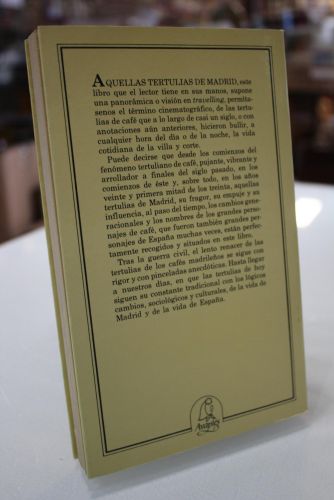 AQUELLAS TERTULIAS DE MADRID, este
libro que el lector tiene en sus manos, supone
una panorámica o visión en travelling, permíta-
senos el término cinematográfico, de las tertu-
lias de café que a lo largo de casi un siglo, o con
anotaciones aún anteriores, hicieron bullir, a
cualquier hora del día o de la noche, la vida
cotidiana de la villa y corte.
Puede decirse que desde los comienzos del
fenómeno tertuliano de café, pujante, vibrante y
arrollador a finales del siglo pasado, en los
comienzos de éste y, sobre todo, en los años
veinte y primera mitad de los treinta, aquellas
tertulias de Madrid, su fragor, su empuje y su
influencia, al paso del tiempo, los cambios gene-
racionales y los nombres de los grandes perso-
najes de café, que fueron también grandes per-
sonajes de España muchas veces, están perfec-
tamente recogidos y situados en este libro.
Tras la guerra civil, el lento renacer de las
tertulias de los cafés madrileños se sigue con
rigor y con pinceladas anecdóticas. Hasta llegar
a nuestros días, en que las tertulias de hoy
siguen su constante tradicional con los lógicos
cambios, sociológicos y culturales, de la vida de
Madrid y de la vida de España.
Avapiés